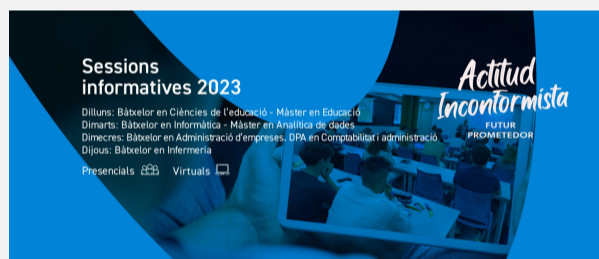 Sessions
informatives 2023
Dilluns: Bàtxelor en Ciències de l'educació - Màster en Educació
Dimarts: Bàtxelor en Informàtica - Màster en Analítica de dades
Dimecres: Bàtxelor en Administració d'empreses, DPA en Comptabilitat i administració
Dijous: Bàtxelor en Infermeria
Presencials Virtuals
Actitud
Inconformista
FUTUR
PROMETEDOR